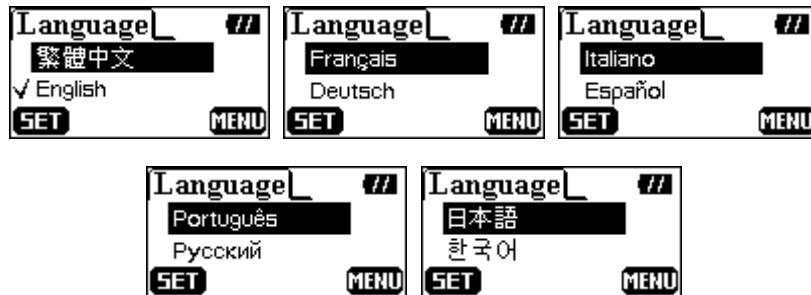 Language
繁體中文
✓ English
SET MENU
Language
Français
Deutsch
SET MENU
Language
Italiano
Español
SET MENU
Language
Português
Русский
SET MENU
Language
日本語
한국어
SET MENU